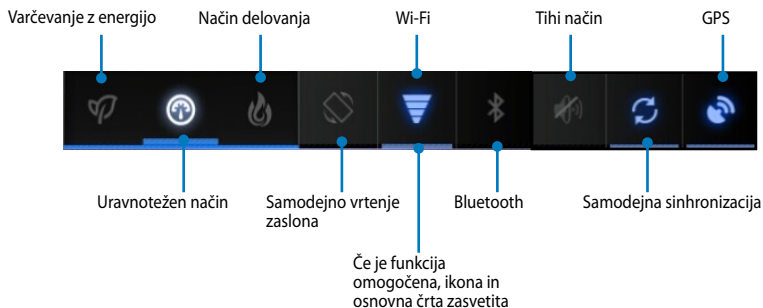 Varčevanje z energijo
Način delovanja
Wi-Fi
Tihi način
GPS
Uravnotežen način
Samodejno vrtenje
zaslona
Bluetooth
Samodejna sinhronizacija
Če je funkcija
omogočena, ikona in
osnovna črta zasvetita